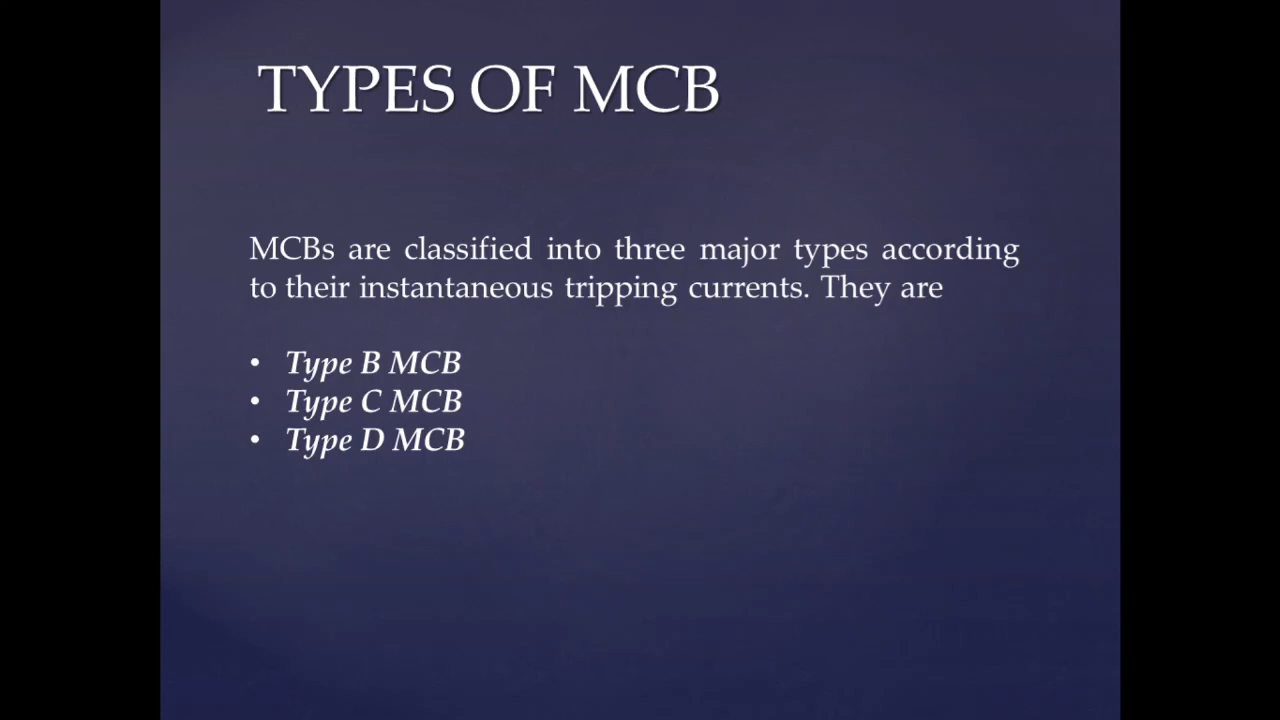 TYPES OF MCB
MCBs are classified into three major types according
to their instantaneous tripping currents. They are
• Type B MCB
• Type C MCB
• Type D MCB